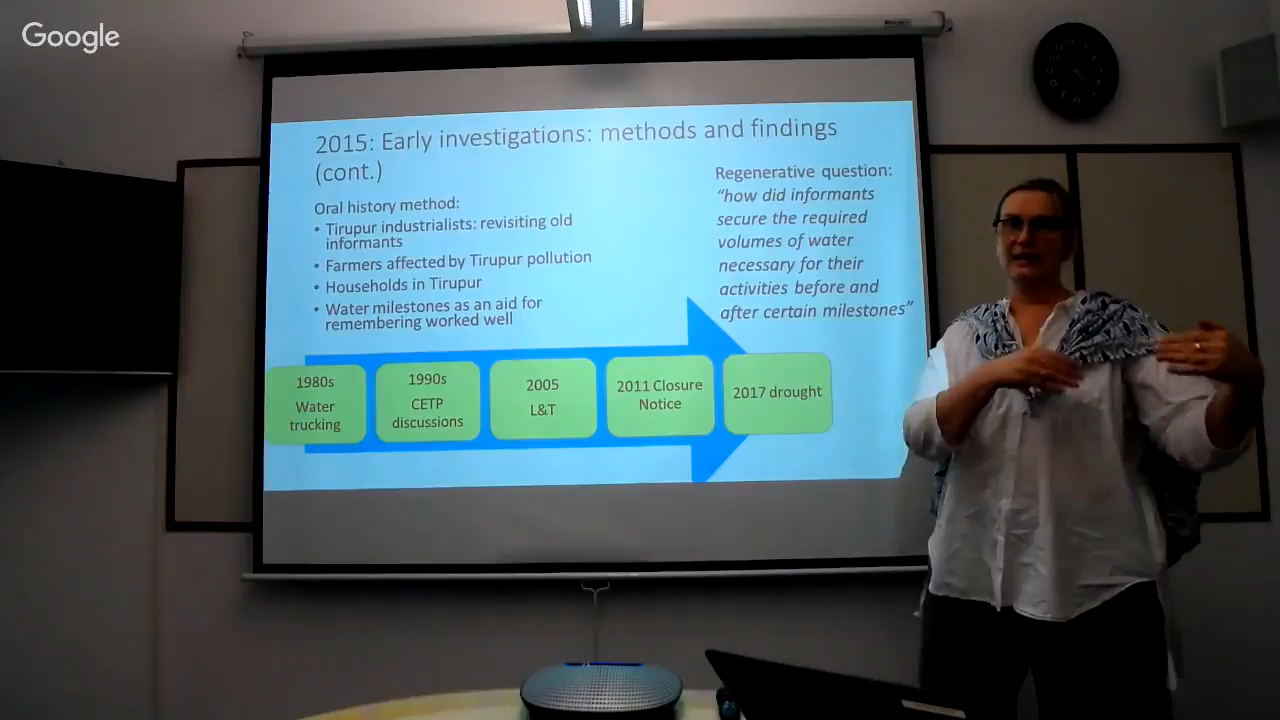 Google
2015: Early investigations: methods and findings
(cont.)
Oral history method:
• Tirupur industrialists: revisiting old
informants
• Farmers affected by Tirupur pollution
• Households in Tirupur
• Water milestones as an aid for
remembering worked well
Regenerative question:
“how did informants
secure the required
volumes of water
necessary for their
activities before and
after certain milestones”
1980s
Water
trucking
1990s
CETP
discussions
2005
L&T
2011 Closure
Notice
2017 drought